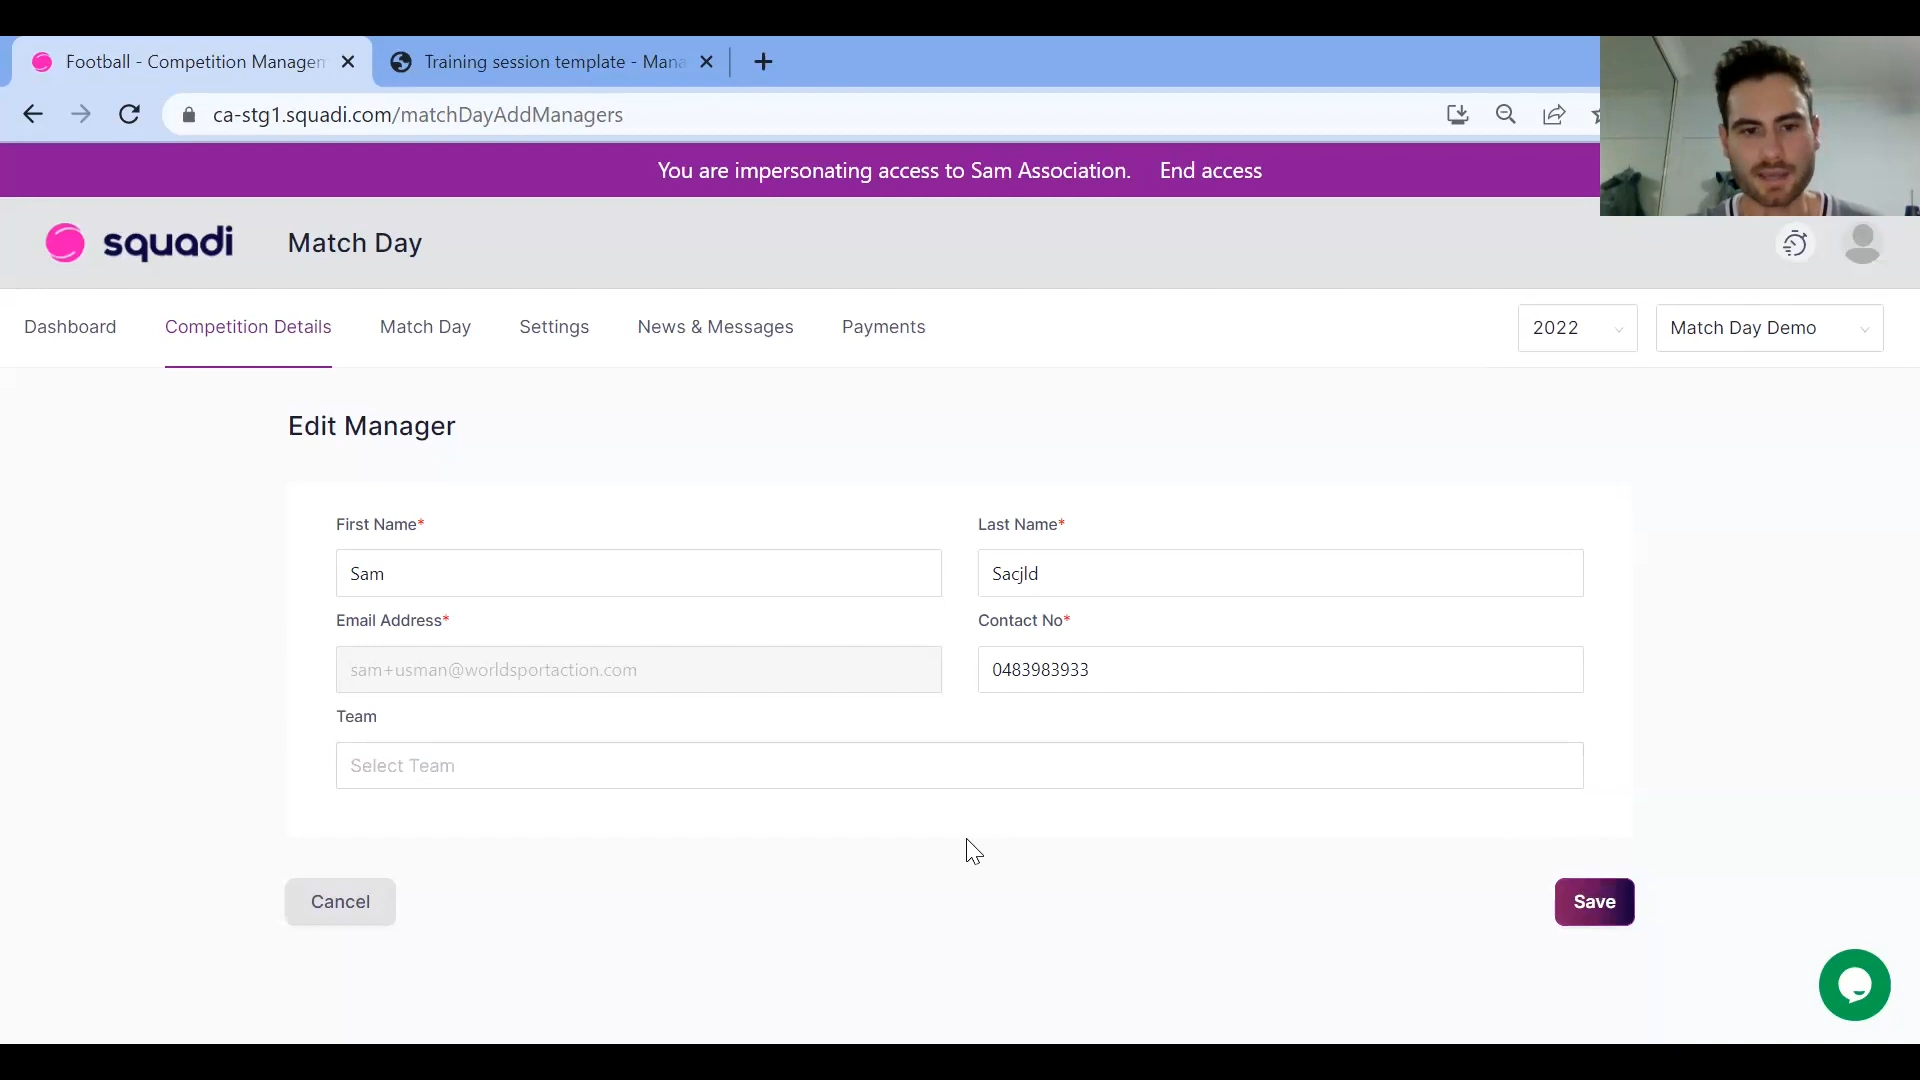 Football - Competition Managem
Training session template - Mana
ca-stg1.squadi.com/matchDayAddManagers
You are impersonating access to Sam Association. End access
squadi
Match Day
Dashboard
Competition Details
Match Day
Settings
News & Messages
Payments
2022
Match Day Demo
Edit Manager
First Name*
Last Name*
Sam
Sacjld
Email Address*
Contact No*
sam+usman@worldsportaction.com
0483983933
Team
Select Team
Cancel
Save